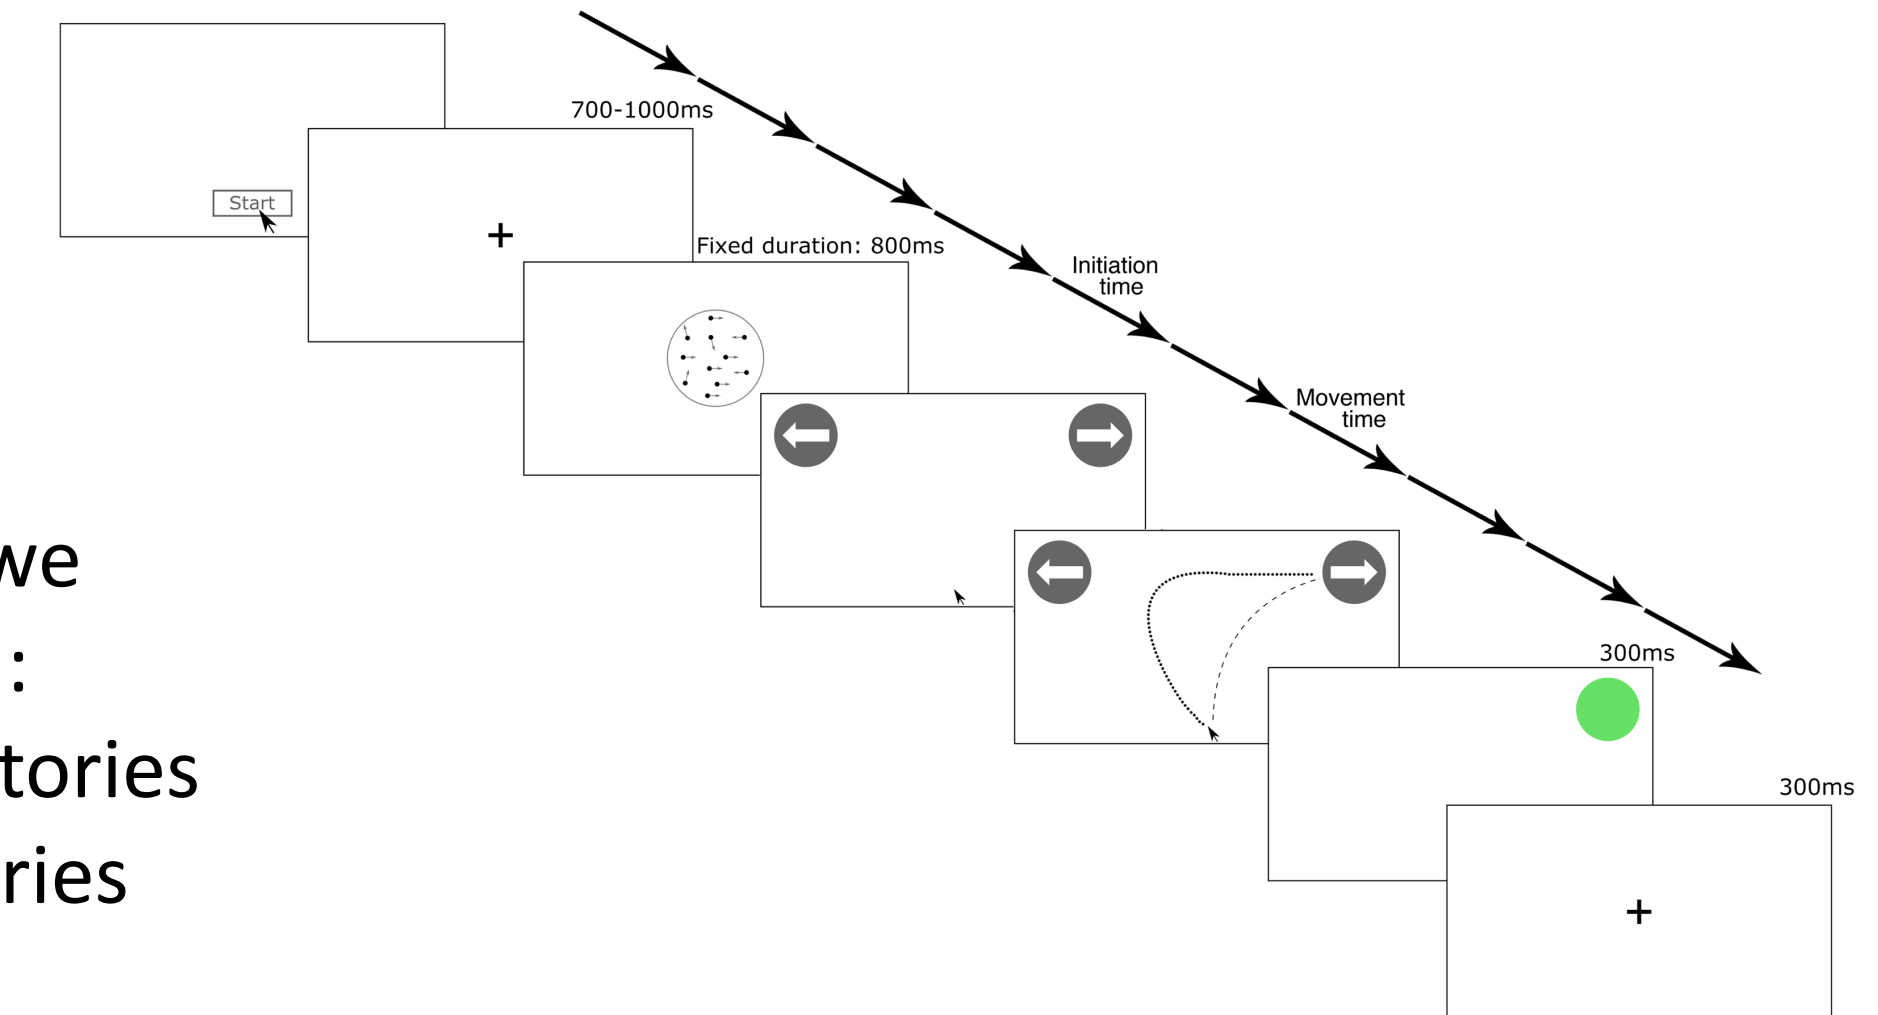 700-1000ms
Start
+
Fixed duration: 800ms
Initiation
time
Movement
time
we
:
tories
ries
300ms
300ms
+